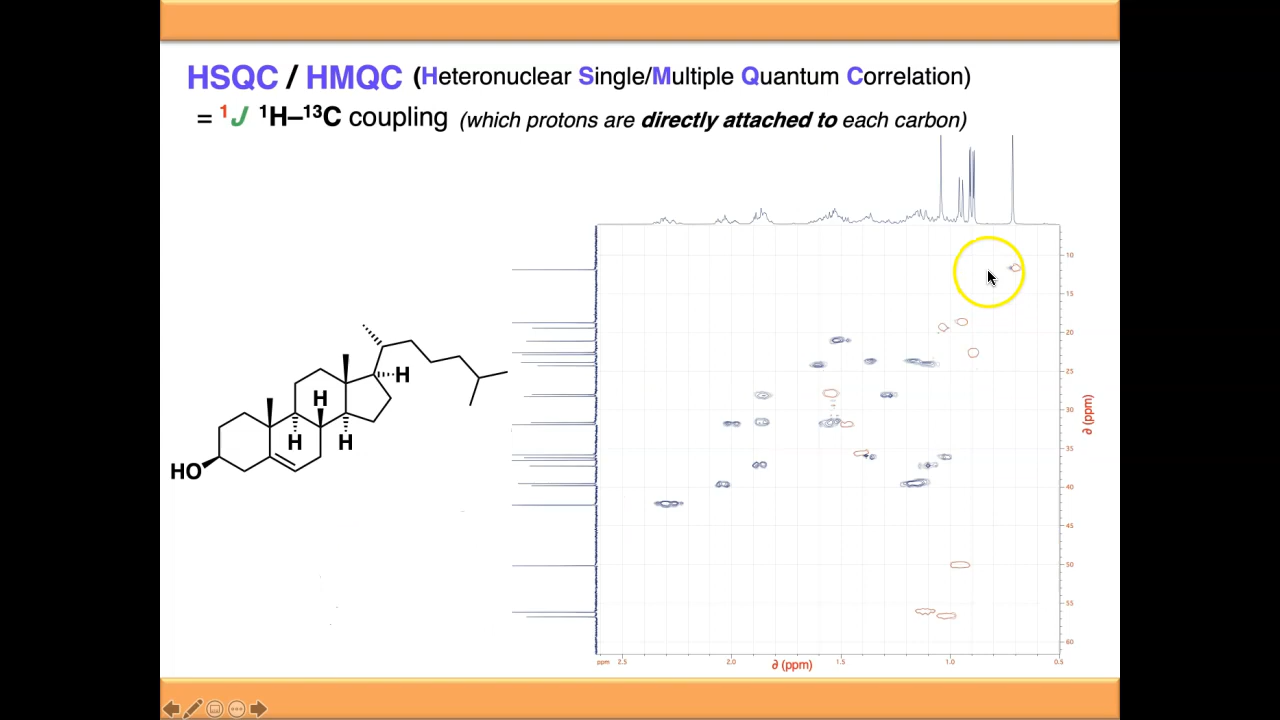 HSQC / HMQC (Heteronuclear Single/Multiple Quantum Correlation)
= ¹J ¹H–¹³C coupling (which protons are directly attached to each carbon)
10
15
20
25
30
35
40
45
50
55
60
∂ (ppm)
H
H
H
H
HO
ppm 2.5 2.0 1.5 1.0 0.5
∂ (ppm)